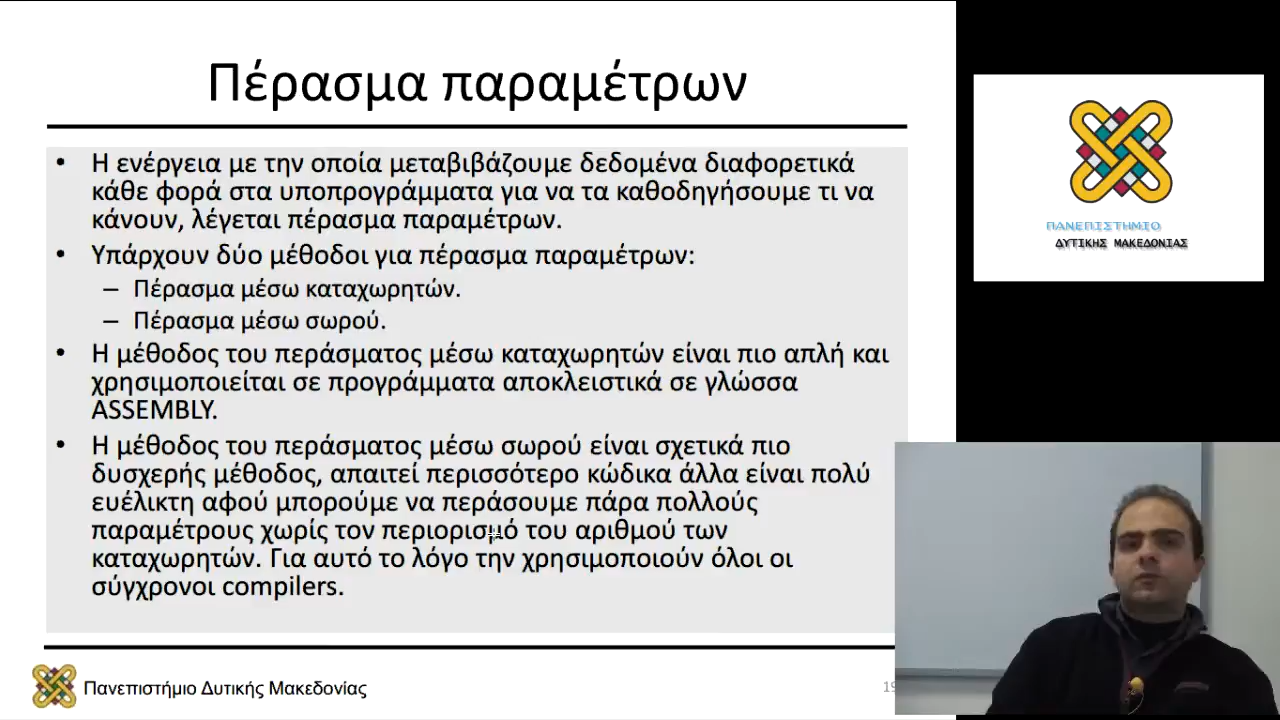 Πέρασμα παραμέτρων
• Η ενέργεια με την οποία μεταβιβάζουμε δεδομένα διαφορετικά
κάθε φορά στα υποπρογράμματα για να τα καθοδηγήσουμε τι να
κάνουν, λέγεται πέρασμα παραμέτρων.
• Υπάρχουν δύο μέθοδοι για πέρασμα παραμέτρων:
– Πέρασμα μέσω καταχωρητών.
– Πέρασμα μέσω σωρού.
• Η μέθοδος του περάσματος μέσω καταχωρητών είναι πιο απλή και
χρησιμοποιείται σε προγράμματα αποκλειστικά σε γλώσσα
ASSEMBLY.
• Η μέθοδος του περάσματος μέσω σωρού είναι σχετικά πιο
δυσχερής μέθοδος, απαιτεί περισσότερο κώδικα άλλα είναι πολύ
ευέλικτη αφού μπορούμε να περάσουμε πάρα πολλούς
παραμέτρους χωρίς τον περιορισμό του αριθμού των
καταχωρητών. Για αυτό το λόγο την χρησιμοποιούν όλοι οι
σύγχρονοι compilers.
Πανεπιστήμιο Δυτικής Μακεδονίας
19
ΠΑΝΕΠΙΣΤΗΜΙΟ
ΔΥΤΙΚΗΣ ΜΑΚΕΔΟΝΙΑΣ